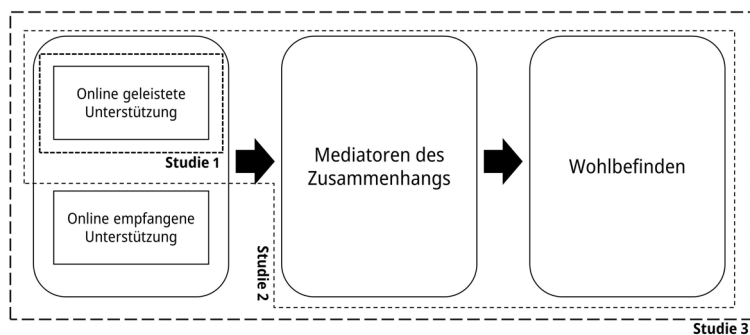 Online geleistete
Unterstützung
Studie 1
Online empfangene
Unterstützung
Studie 2
Mediatoren des
Zusammenhangs
Wohlbefinden
Studie 3